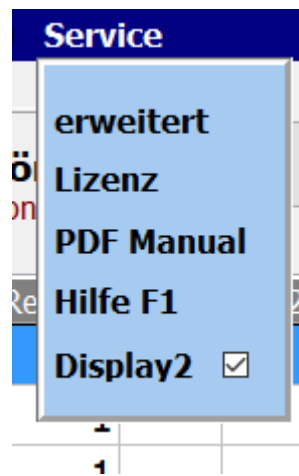 Service
erweitert
Lizenz
PDF Manual
Hilfe F1
Display2
1
1